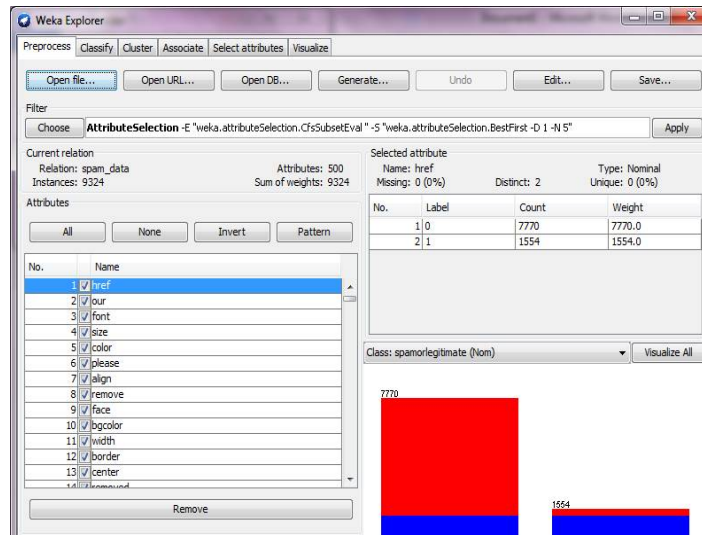 Weka Explorer
Preprocess Classify Cluster Associate Select attributes Visualize
Open file... Open URL... Open DB... Generate... Undo Edit... Save...
Filter
Choose AttributeSelection -E "weka.attributeSelection.CfsSubsetEval " -S "weka.attributeSelection.BestFirst -D 1 -N 5" Apply
Current relation
Relation: spam_data Attributes: 500
Instances: 9324 Sum of weights: 9324
Selected attribute
Name: href Type: Nominal
Missing: 0 (0%) Distinct: 2 Unique: 0 (0%)
No. Label Count Weight
1 0 7770 7770.0
2 1 1554 1554.0
Attributes
All None Invert Pattern
No. Name
1 href
2 our
3 font
4 size
5 color
6 please
7 align
8 remove
9 face
10 bgcolor
11 width
12 border
13 center
14 removed
Remove
Class: spamorlegitimate (Nom) Visualize All
7770
1554